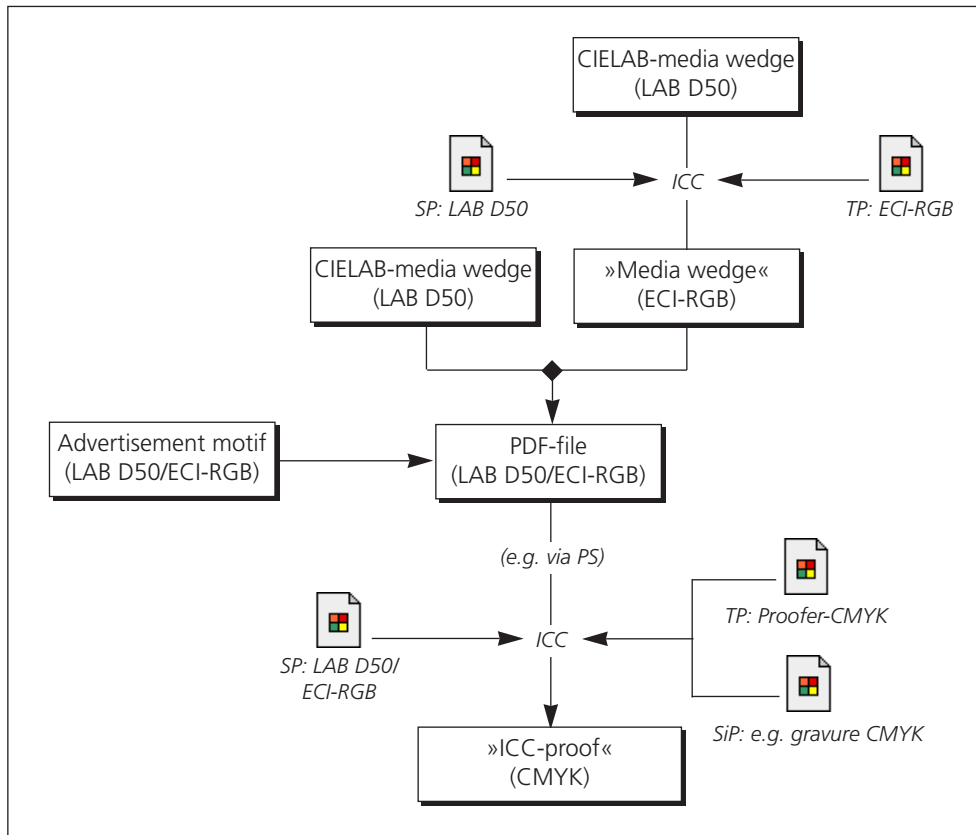 CIELAB-media wedge
(LAB D50)
ICC
SP: LAB D50
TP: ECI-RGB
CIELAB-media wedge
(LAB D50)
»Media wedge«
(ECI-RGB)
Advertisement motif
(LAB D50/ECI-RGB)
PDF-file
(LAB D50/ECI-RGB)
(e.g. via PS)
TP: Proofer-CMYK
ICC
SP: LAB D50/
ECI-RGB
SiP: e.g. gravure CMYK
»ICC-proof«
(CMYK)